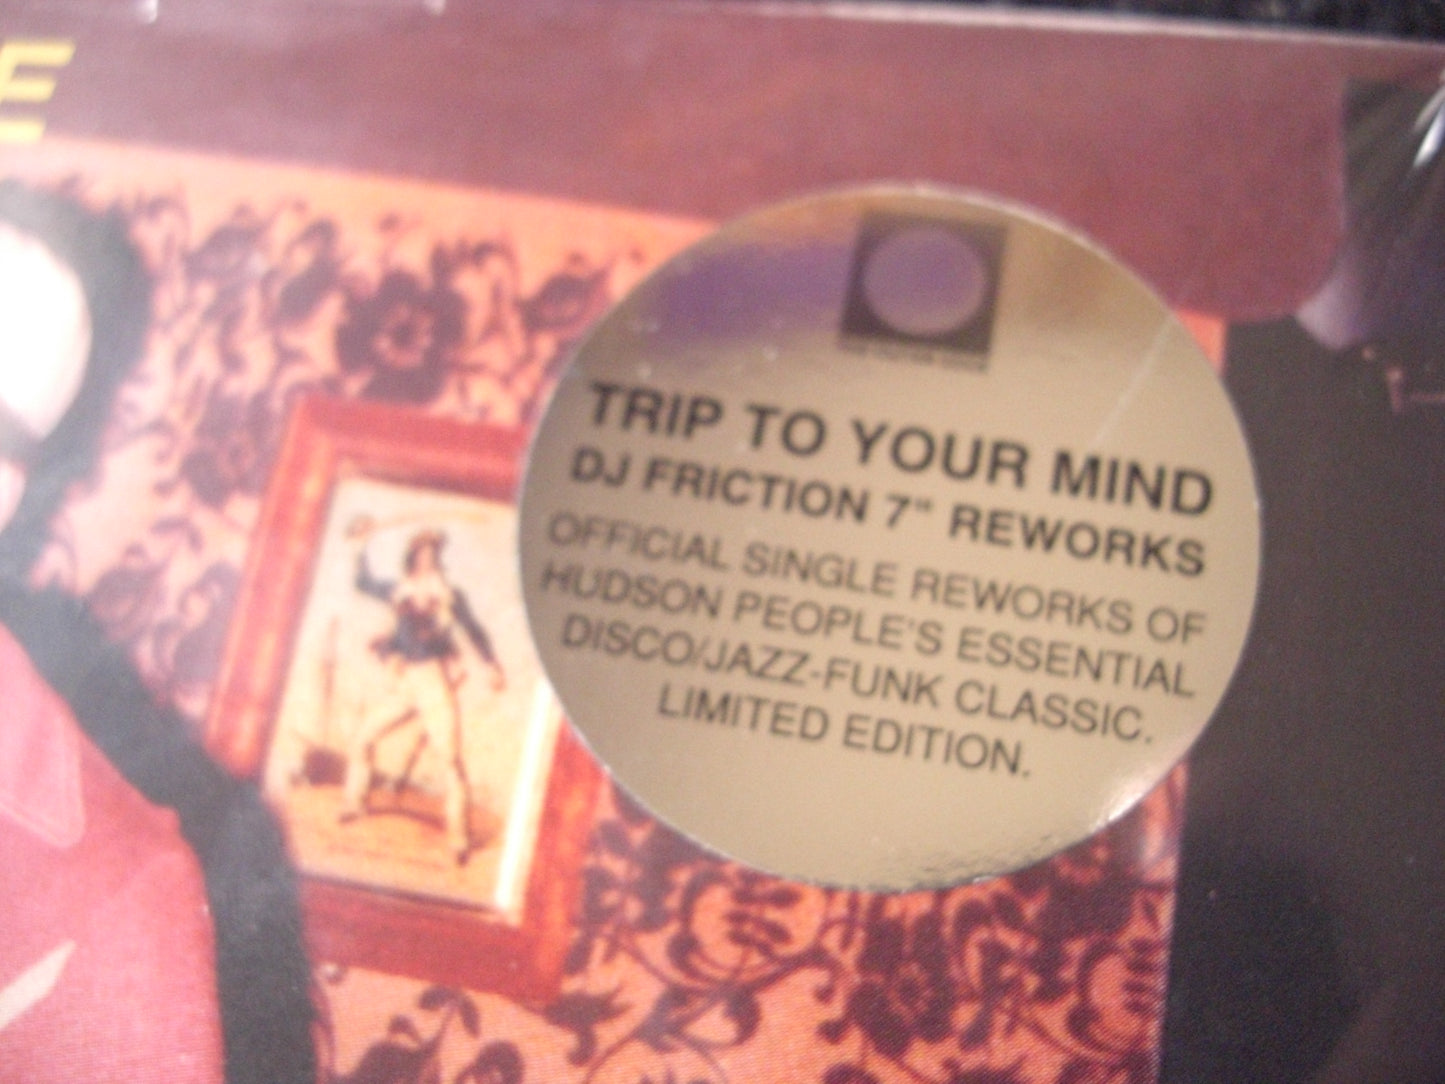 E
TRIP TO YOUR MIND
DJ FRICTION 7" REWORKS
OFFICIAL SINGLE REWORKS OF
HUDSON PEOPLE'S ESSENTIAL
DISCO/JAZZ-FUNK CLASSIC.
LIMITED EDITION.